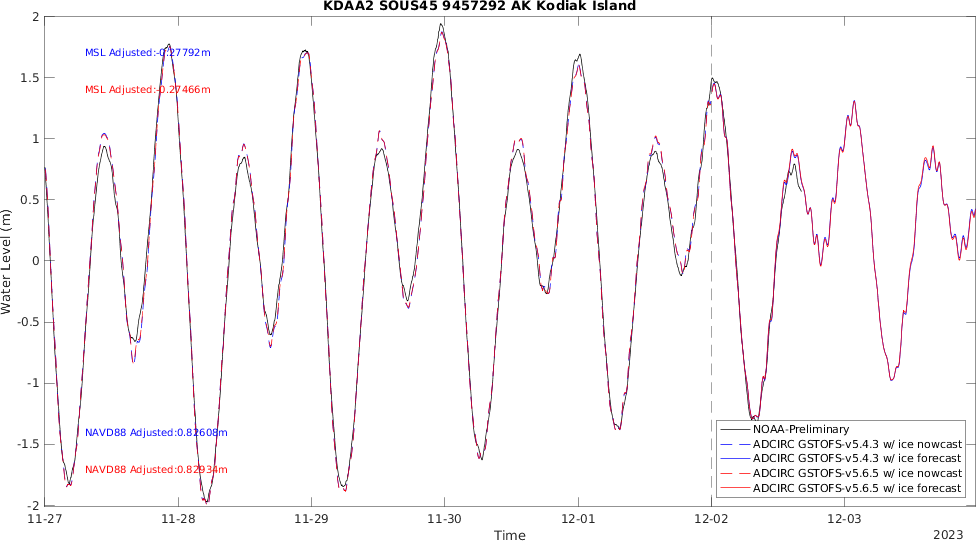 KDAA2 SOUS45 9457292 AK Kodiak Island
Water Level (m)
2
1.5
1
0.5
0
-0.5
-1
-1.5
-2
MSL Adjusted:-0.27792m
MSL Adjusted:-0.27466m
NAVD88 Adjusted:0.82608m
NAVD88 Adjusted:0.82934m
NOAA-Preliminary
ADCIRC GSTOFS-v5.4.3 w/ ice nowcast
ADCIRC GSTOFS-v5.4.3 w/ ice forecast
ADCIRC GSTOFS-v5.6.5 w/ ice nowcast
ADCIRC GSTOFS-v5.6.5 w/ ice forecast
11-27 11-28 11-29 11-30 12-01 12-02 12-03
Time
2023